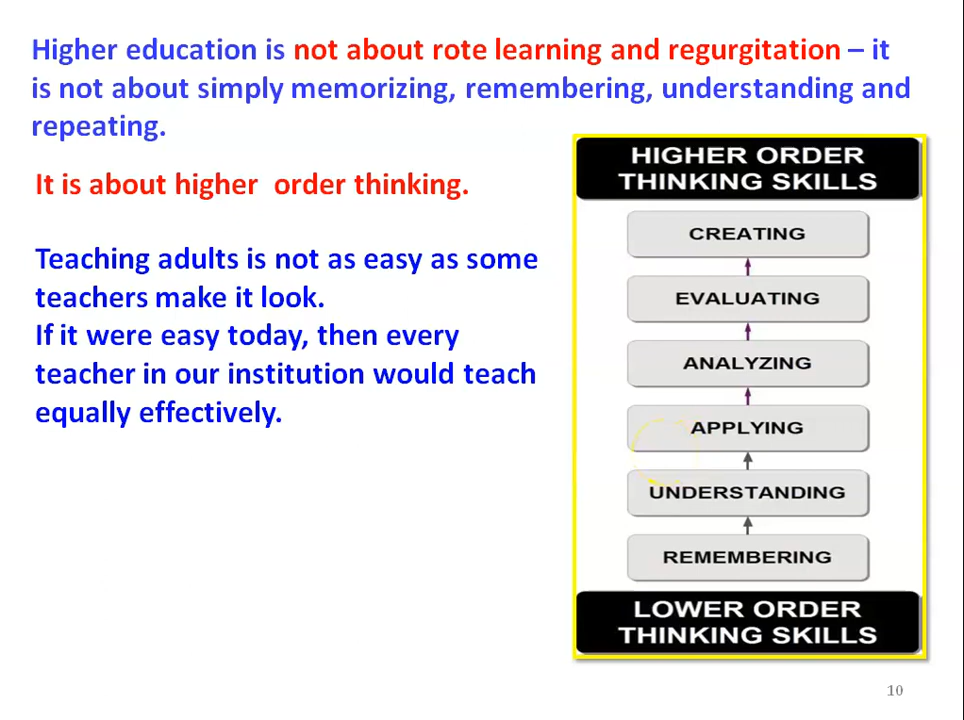 Higher education is not about rote learning and regurgitation – it
is not about simply memorizing, remembering, understanding and
repeating.
It is about higher order thinking.
Teaching adults is not as easy as some
teachers make it look.
If it were easy today, then every
teacher in our institution would teach
equally effectively.
HIGHER ORDER
THINKING SKILLS
CREATING
EVALUATING
ANALYZING
APPLYING
UNDERSTANDING
REMEMBERING
LOWER ORDER
THINKING SKILLS
10